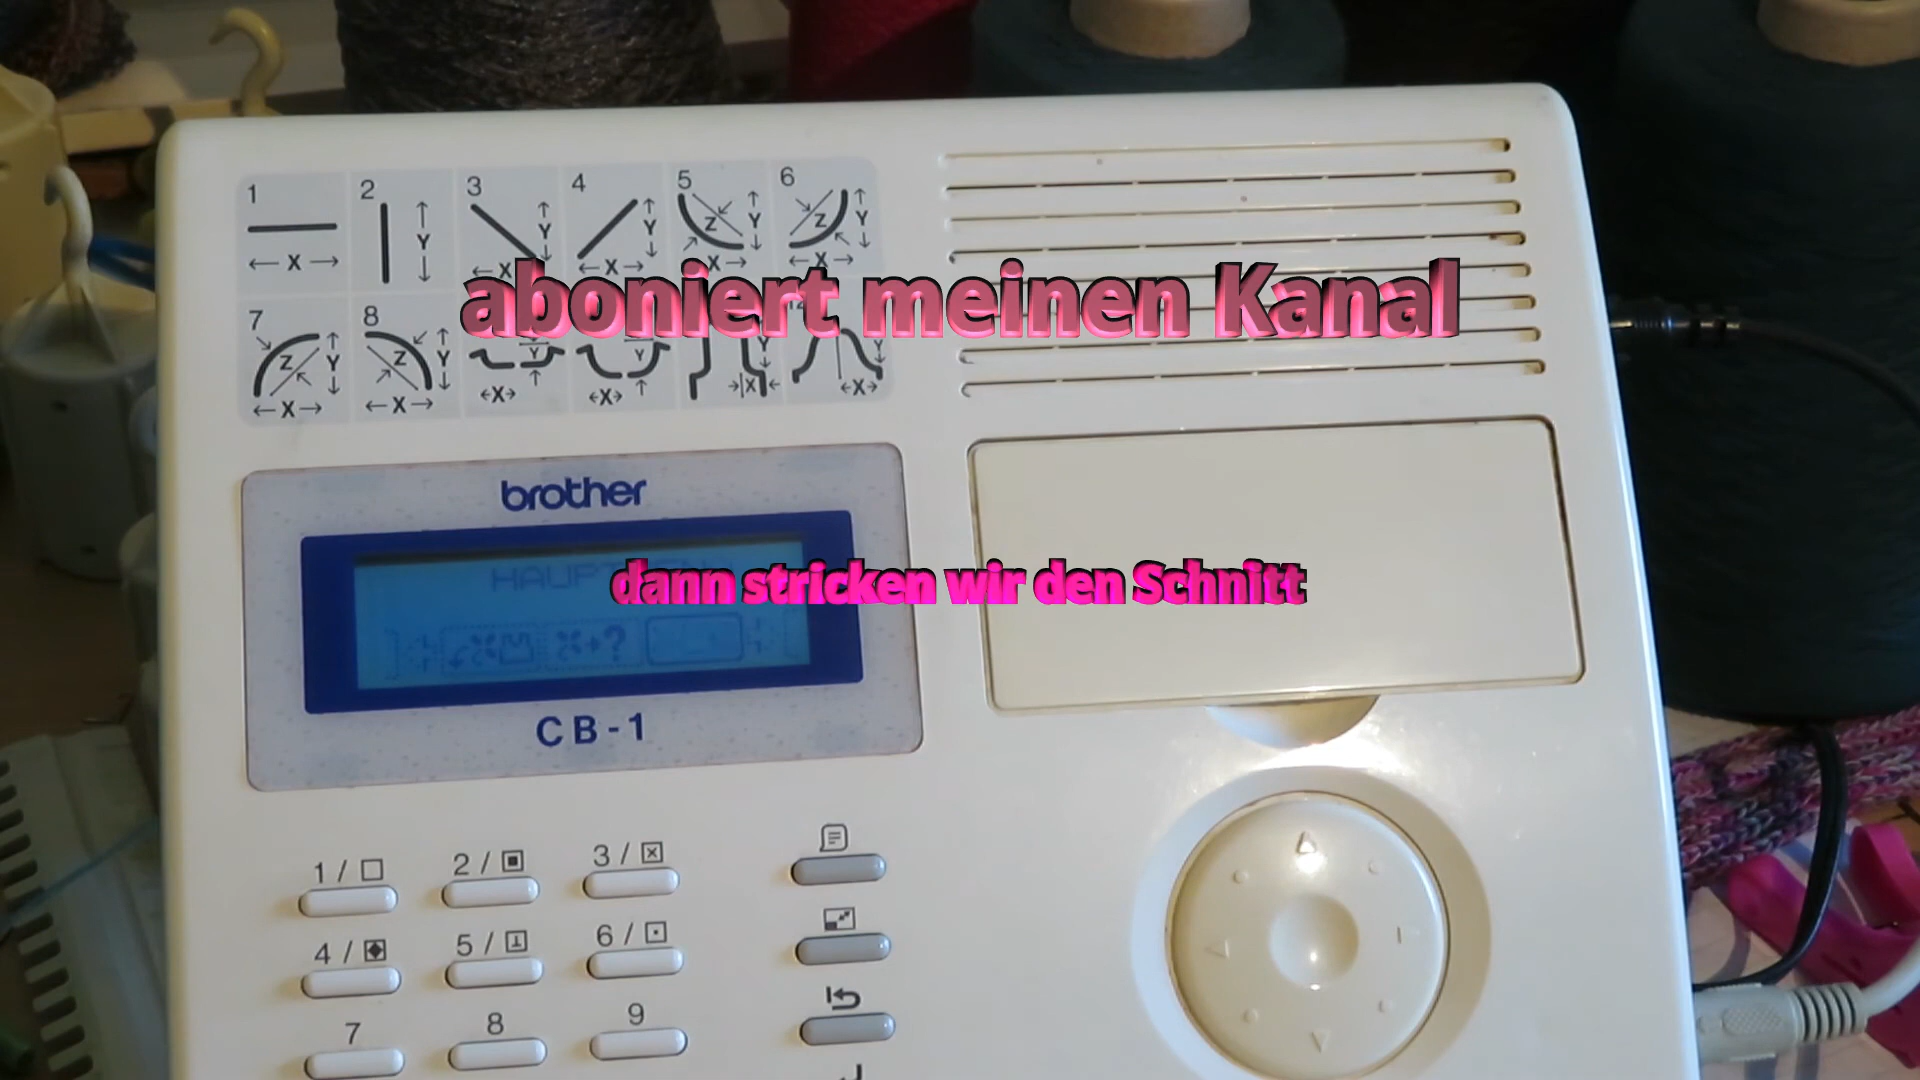 1 2 3 4 5 6
X Y X Y X Y Z X Y Z X Y
aboniert meinen Kanal
7 8
Z X Y Z X Y Y X Y X Y X Y X
brother
dann stricken wir den Schnitt
CB-1
1 / 2 / 3 /
4 / 5 / 6 /
7 8 9